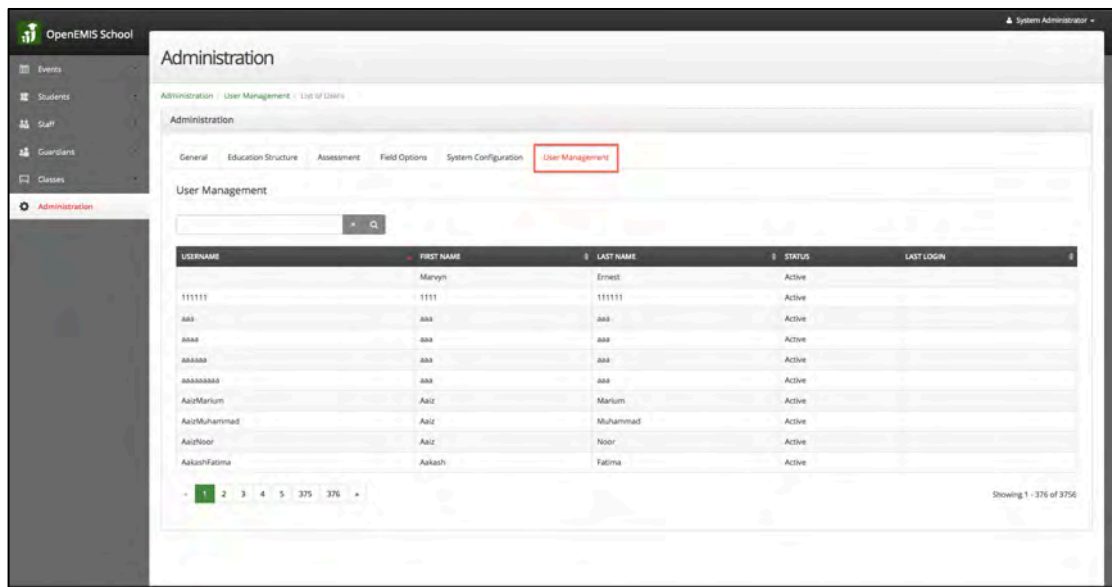 System Administrator
OpenEMIS School
Administration
Events
Students
Staff
Guardians
Classes
Administration
Administration / User Management / List of Users
Administration
General Education Structure Assessment Field Options System Configuration User Management
User Management
USERNAME FIRST NAME LAST NAME STATUS LAST LOGIN
Marvyn Ernest Active
111111 1111 111111 Active
aaa aaa aaa Active
aaaa aaa aaa Active
aaaaaa aaa aaa Active
aaaaaaaaa aaa aaa Active
AaizMarium Aaiz Marium Active
AaizMuhammad Aaiz Muhammad Active
AaizNoor Aaiz Noor Active
AakashFatima Aakash Fatima Active
« 1 2 3 4 5 375 376 »
Showing 1 - 376 of 3756